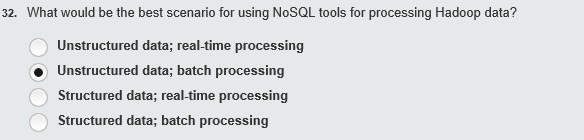 32. What would be the best scenario for using NoSQL tools for processing Hadoop data?
Unstructured data; real-time processing
Unstructured data; batch processing
Structured data; real-time processing
Structured data; batch processing